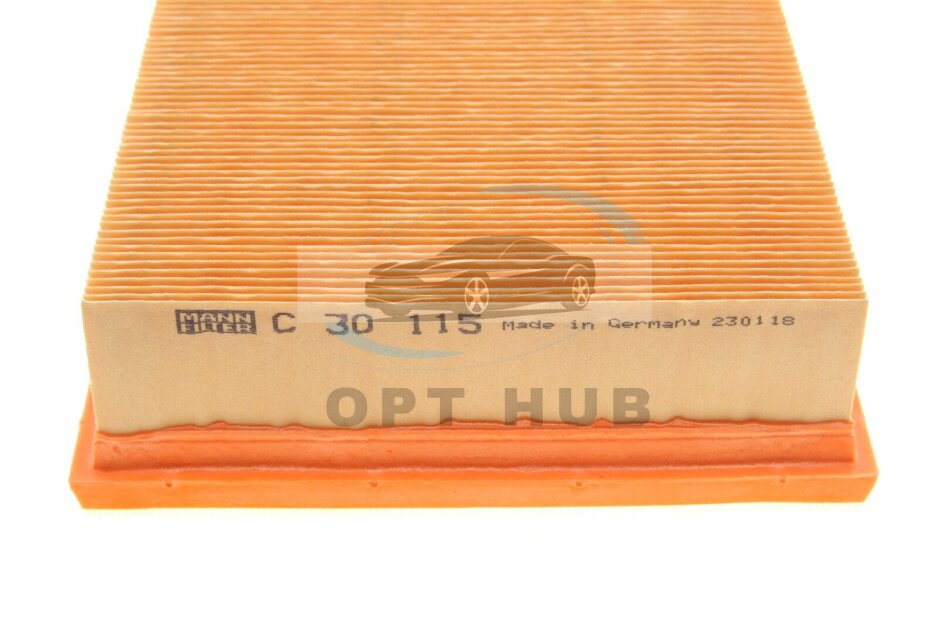 MANN FILTER C 30 115 Made in Germany 230118
OPT HUB